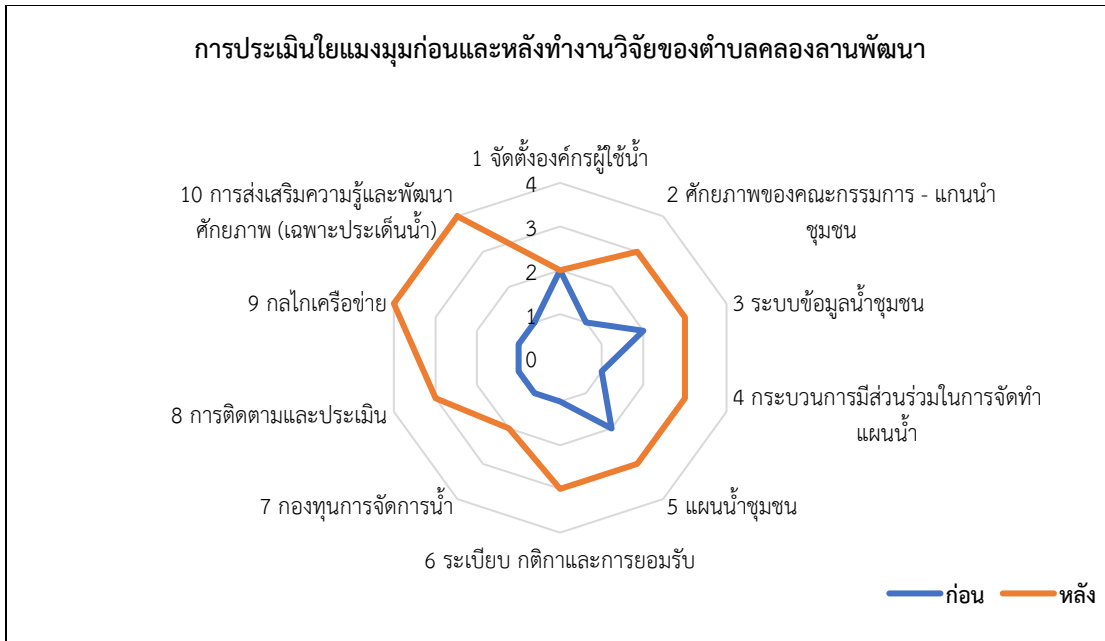 การประเมินใยแมงมุมก่อนและหลังทำงานวิจัยของตำบลคลองลานพัฒนา
1 จัดตั้งองค์กรผู้ใช้น้ำ
2 ศักยภาพของคณะกรรมการ - แกนนำ
ชุมชน
3 ระบบข้อมูลน้ำชุมชน
4 กระบวนการมีส่วนร่วมในการจัดทำ
แผนน้ำ
5 แผนน้ำชุมชน
6 ระเบียบ กติกาและการยอมรับ
7 กองทุนการจัดการน้ำ
8 การติดตามและประเมิน
9 กลไกเครือข่าย
10 การส่งเสริมความรู้และพัฒนา
ศักยภาพ (เฉพาะประเด็นน้ำ)
4
3
2
1
0
ก่อน
หลัง